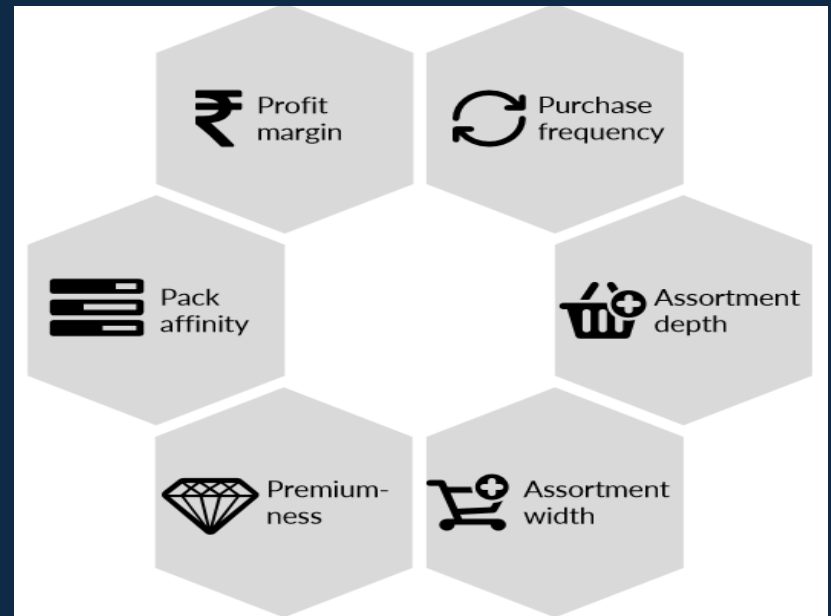 Profit
margin
Purchase
frequency
Pack
affinity
Assortment
depth
Premium-
ness
Assortment
width